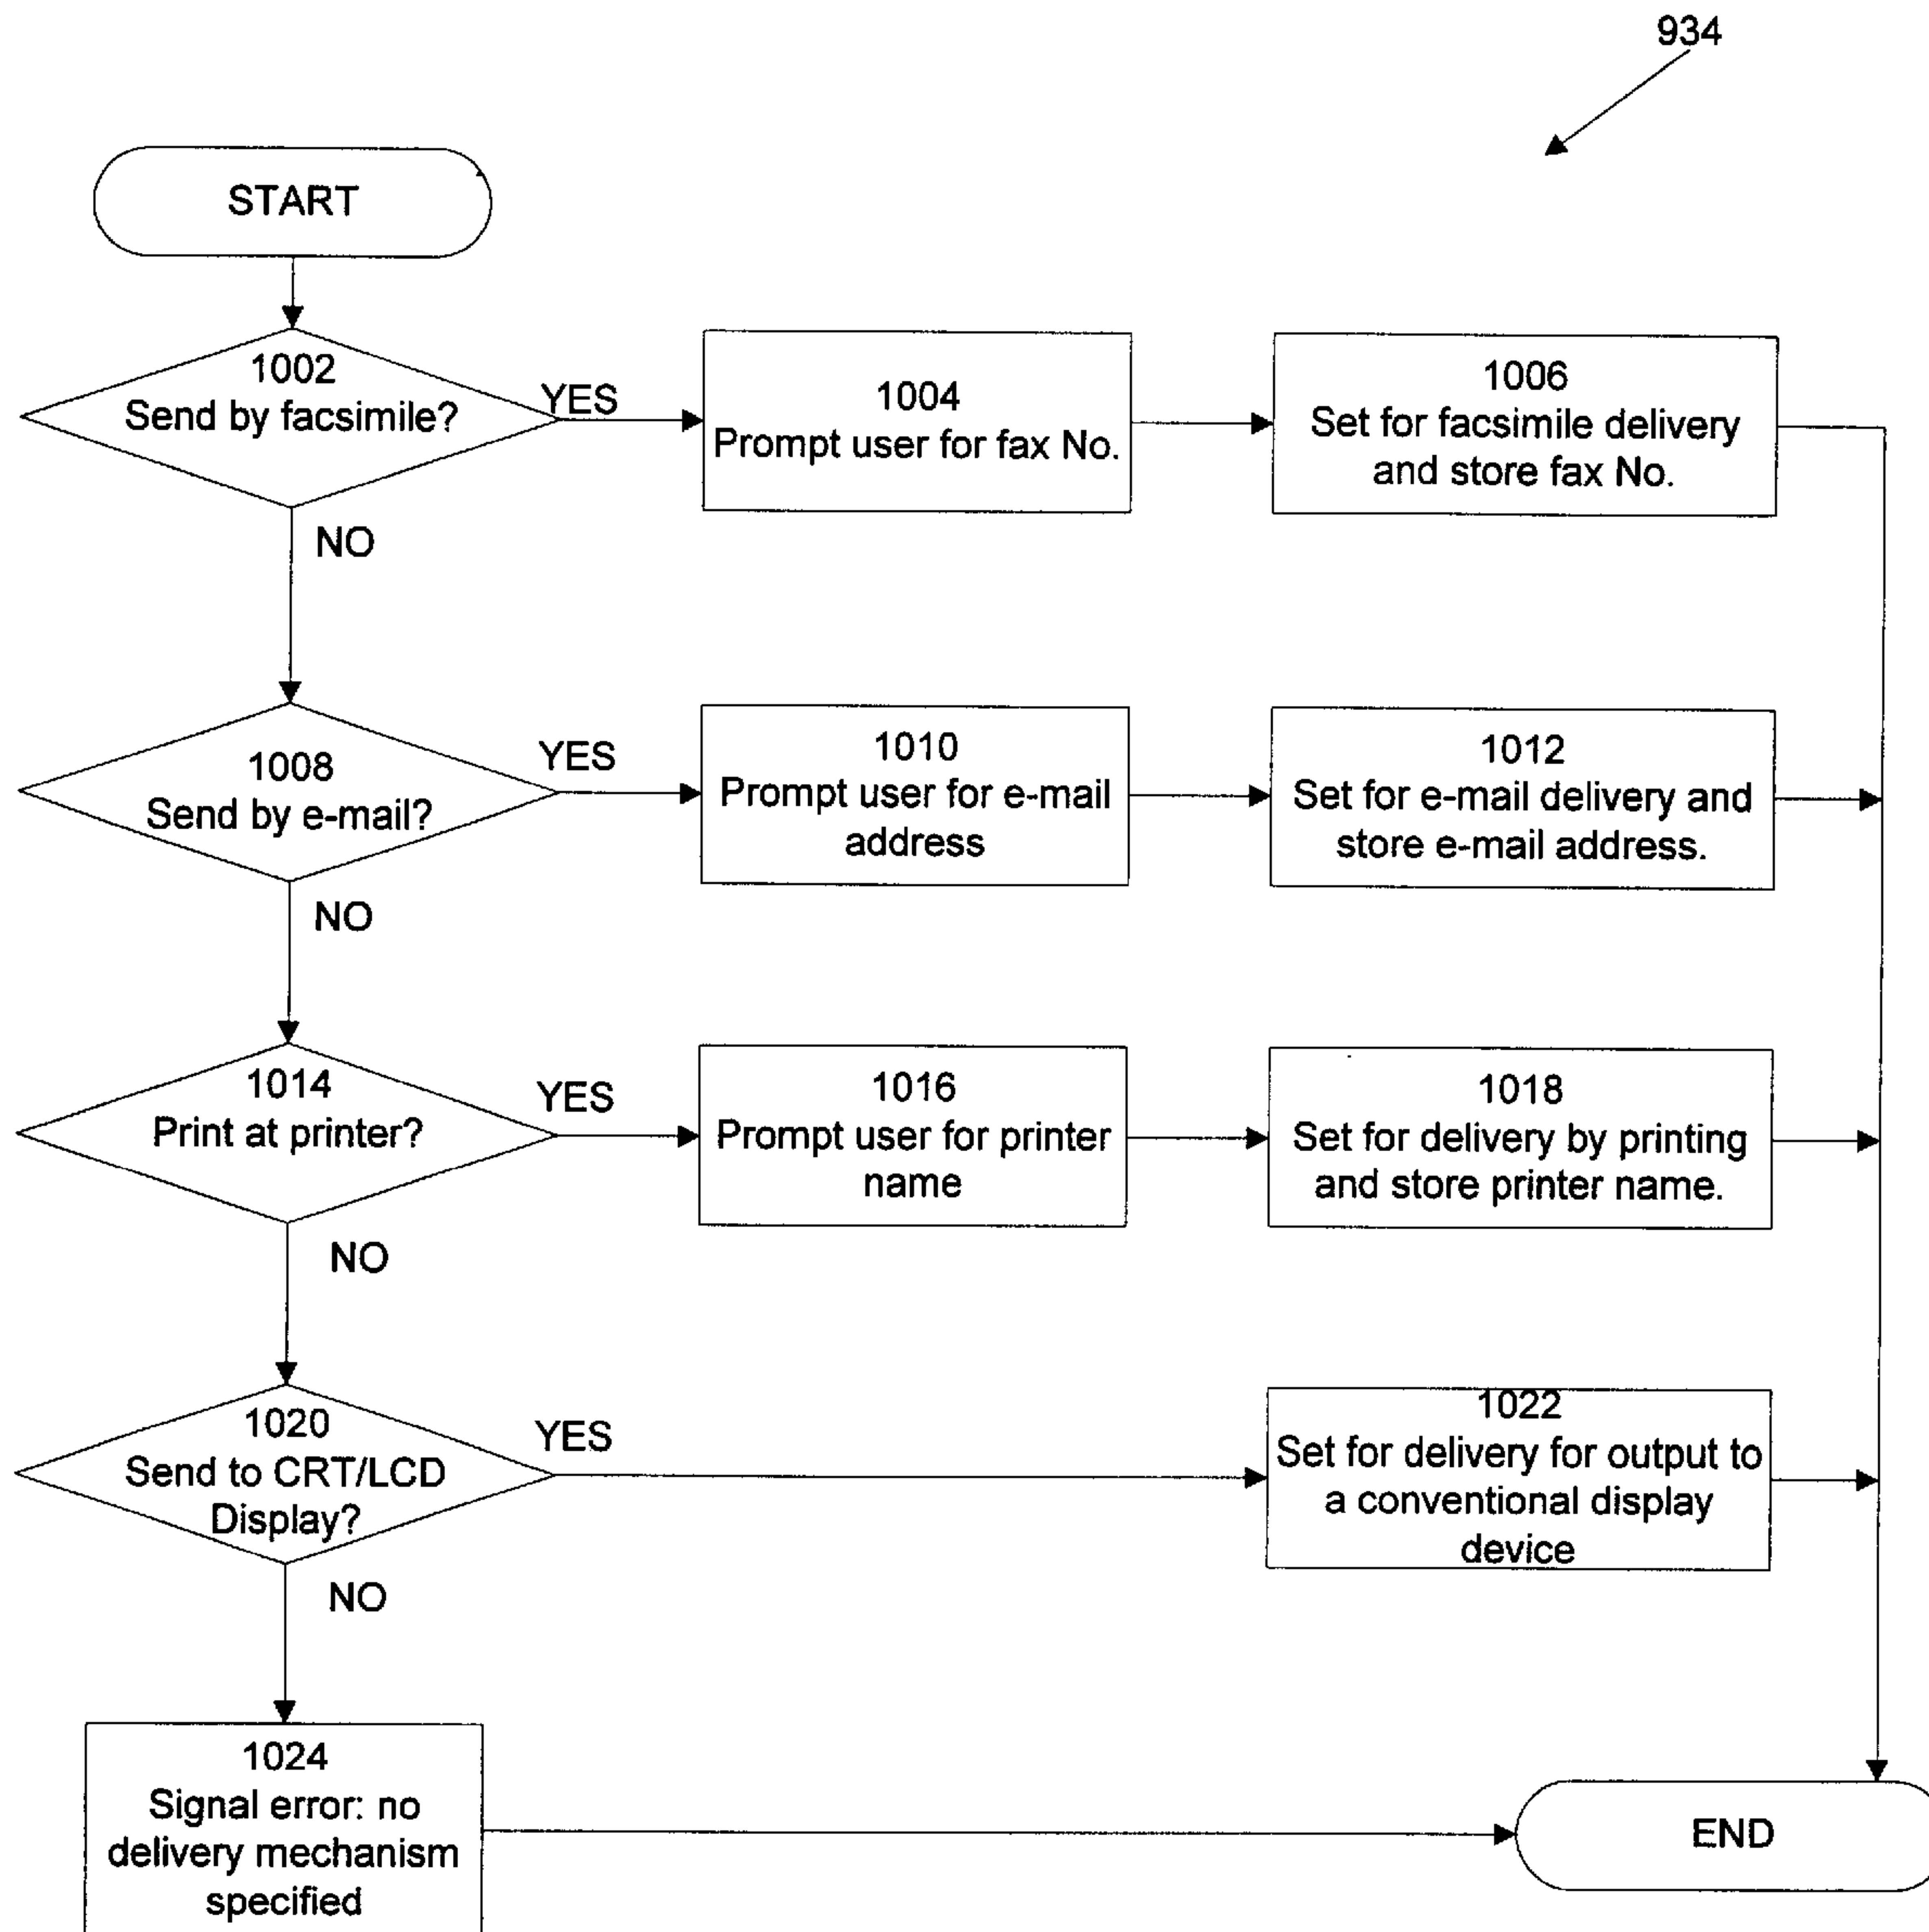 934
START
1002
Send by facsimile?
YES
1004
Prompt user for fax No.
1006
Set for facsimile delivery
and store fax No.
NO
1008
Send by e-mail?
YES
1010
Prompt user for e-mail
address
1012
Set for e-mail delivery and
store e-mail address.
NO
1014
Print at printer?
YES
1016
Prompt user for printer
name
1018
Set for delivery by printing
and store printer name.
NO
1020
Send to CRT/LCD
Display?
YES
1022
Set for delivery for output to
a conventional display
device
NO
1024
Signal error: no
delivery mechanism
specified
END